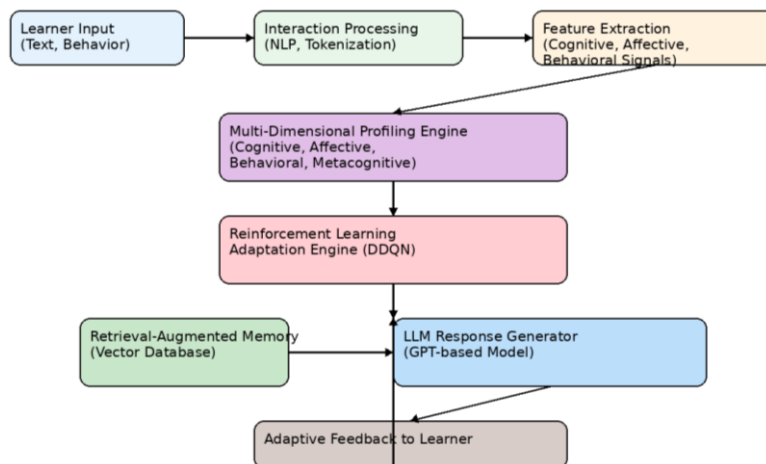 Learner Input
(Text, Behavior)
Interaction Processing
(NLP, Tokenization)
Feature Extraction
(Cognitive, Affective,
Behavioral Signals)
Multi-Dimensional Profiling Engine
(Cognitive, Affective,
Behavioral, Metacognitive)
Reinforcement Learning
Adaptation Engine (DDQN)
Retrieval-Augmented Memory
(Vector Database)
LLM Response Generator
(GPT-based Model)
Adaptive Feedback to Learner